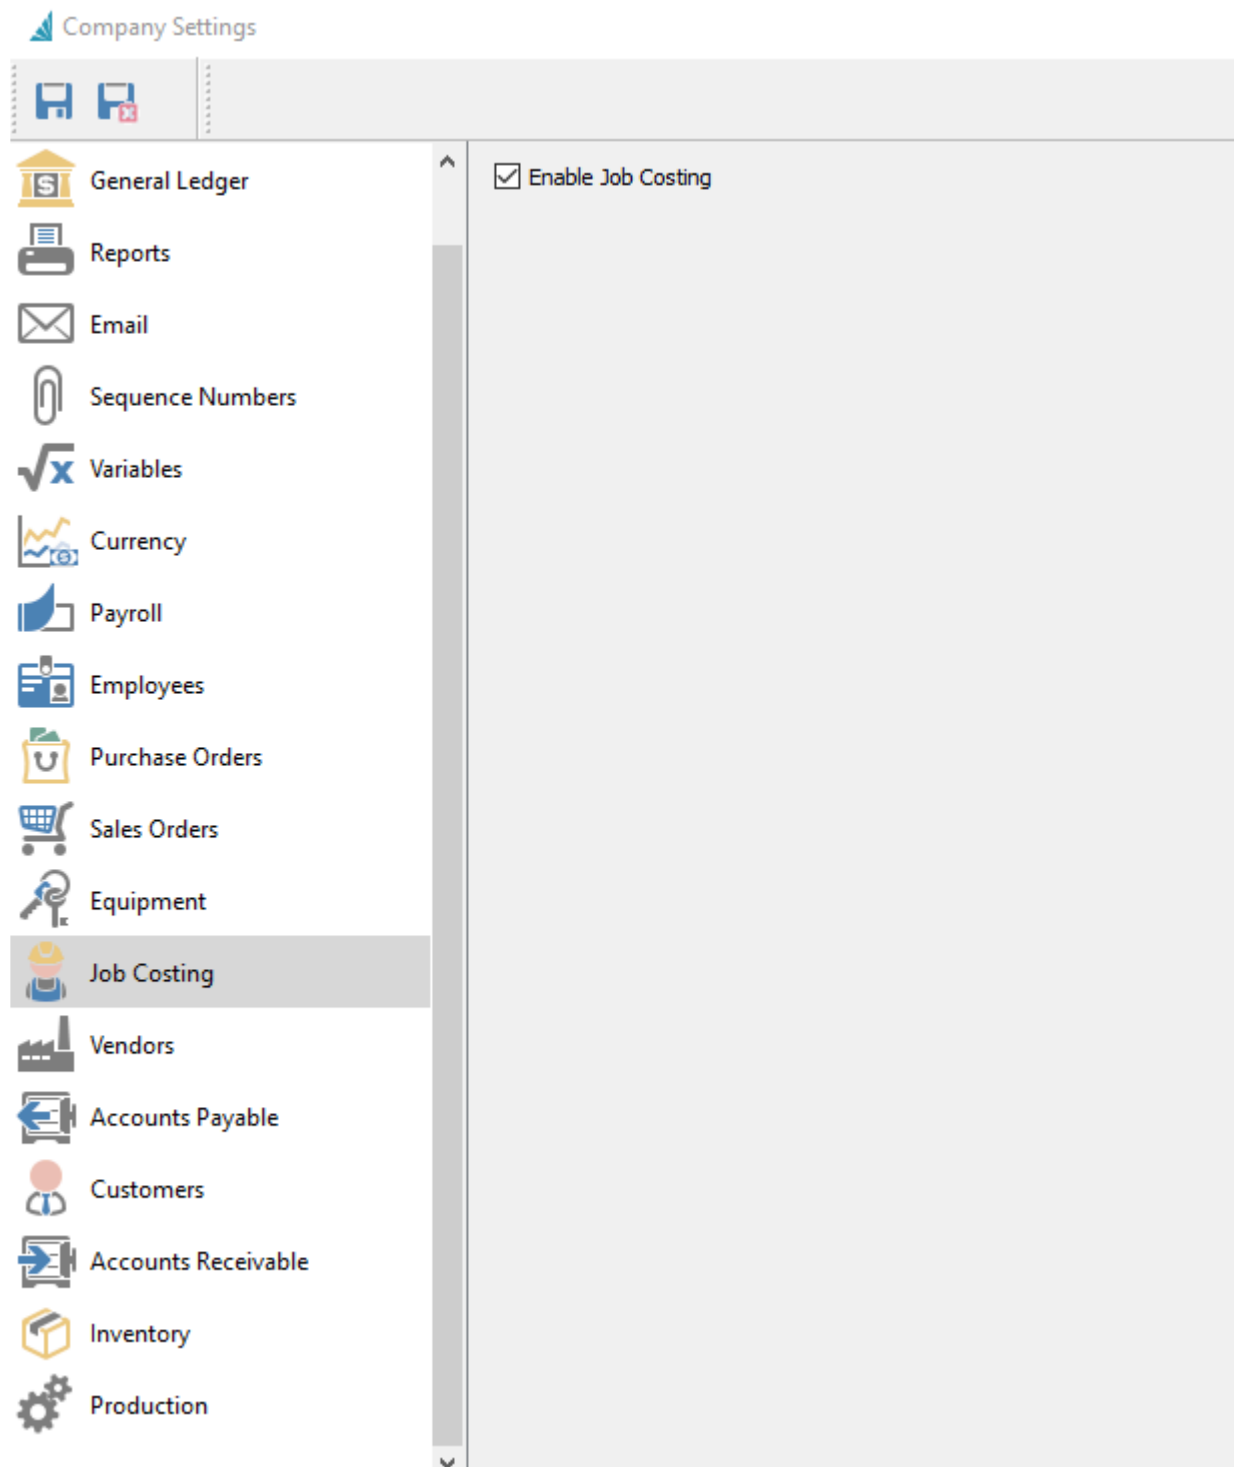 Company Settings
General Ledger
Reports
Email
Sequence Numbers
Variables
Currency
Payroll
Employees
Purchase Orders
Sales Orders
Equipment
Job Costing
Vendors
Accounts Payable
Customers
Accounts Receivable
Inventory
Production
Enable Job Costing